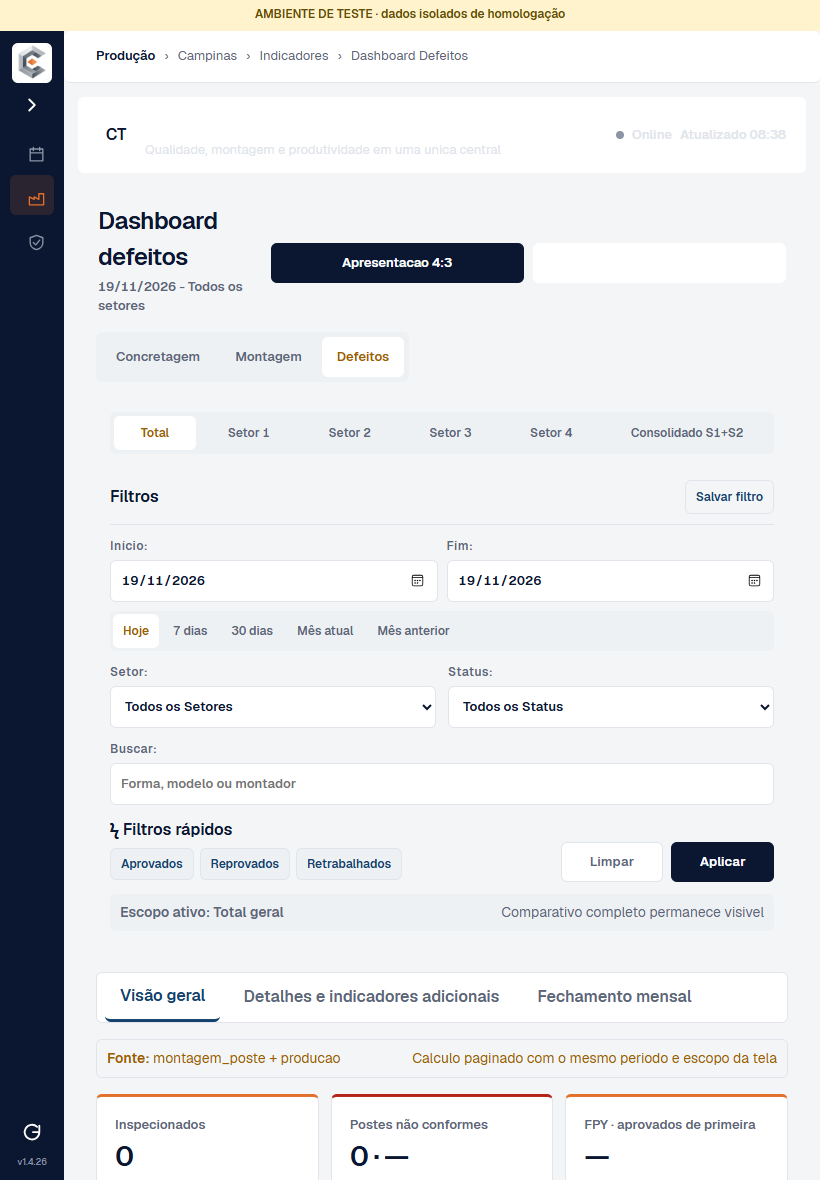 AMBIENTE DE TESTE · dados isolados de homologação
Produção › Campinas › Indicadores › Dashboard Defeitos
CT
Qualidade, montagem e produtividade em uma unica central
Online Atualizado 08:38
Dashboard
defeitos
19/11/2026 - Todos os
setores
Apresentacao 4:3
Concretagem Montagem Defeitos
Total Setor 1 Setor 2 Setor 3 Setor 4 Consolidado S1+S2
Filtros
Salvar filtro
Início: Fim:
19/11/2026 19/11/2026
Hoje 7 dias 30 dias Mês atual Mês anterior
Setor: Status:
Todos os Setores Todos os Status
Buscar:
Forma, modelo ou montador
Filtros rápidos
Aprovados Reprovados Retrabalhados
Limpar Aplicar
Escopo ativo: Total geral Comparativo completo permanece visivel
Visão geral Detalhes e indicadores adicionais Fechamento mensal
Fonte: montagem_poste + producao Calculo paginado com o mesmo periodo e escopo da tela
Inspecionados Postes não conformes FPY · aprovados de primeira
0 0 · — —
v1.4.26